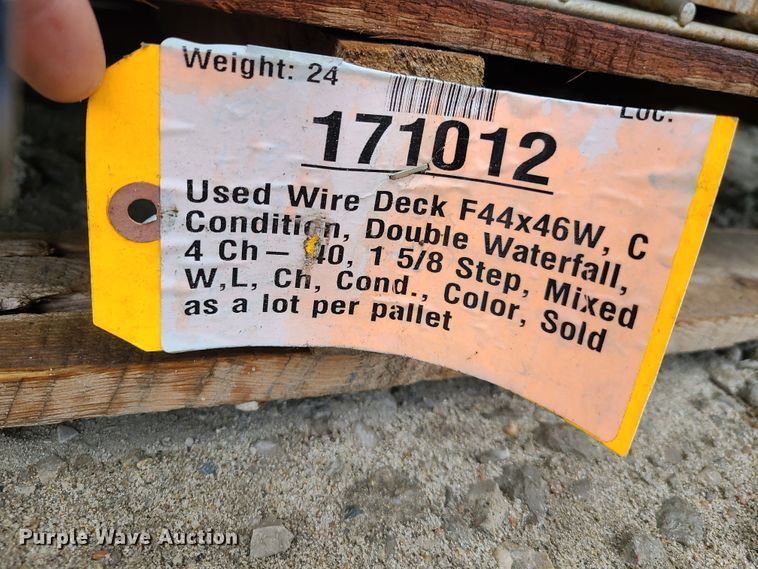 Weight: 24
Loc:
171012
Used Wire Deck F44x46W, C
Condition, Double Waterfall,
4 Ch— 40, 1 5/8 Step, Mixed
W,L, Ch, Cond., Color, Sold
as a lot per pallet
Purple Wave Auction